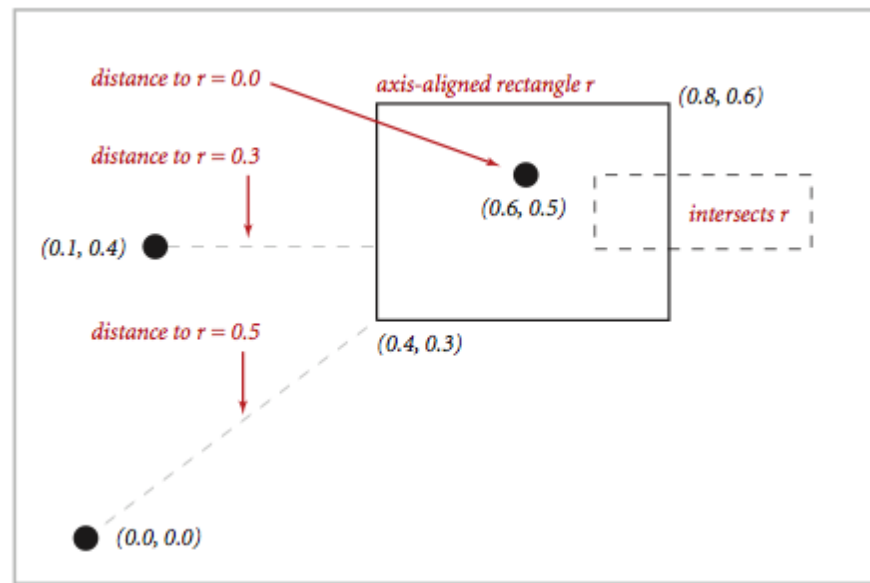 distance to r = 0.0
axis-aligned rectangle r
(0.8, 0.6)
distance to r = 0.3
(0.6, 0.5)
intersects r
(0.1, 0.4)
distance to r = 0.5
(0.4, 0.3)
(0.0, 0.0)